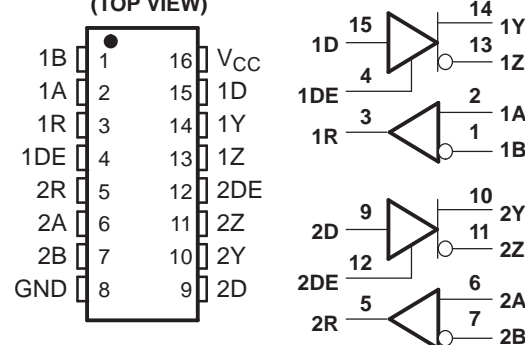 (TOP VIEW)
1B 1 16 VCC
1A 2 15 1D
1R 3 14 1Y
1DE 4 13 1Z
2R 5 12 2DE
2A 6 11 2Z
2B 7 10 2Y
GND 8 9 2D
15 14
1D 1Y
13
4 1Z
1DE
3 2
1R 1A
1
1B
9 10
2D 2Y
11
12 2Z
2DE
5 6
2R 2A
7
2B